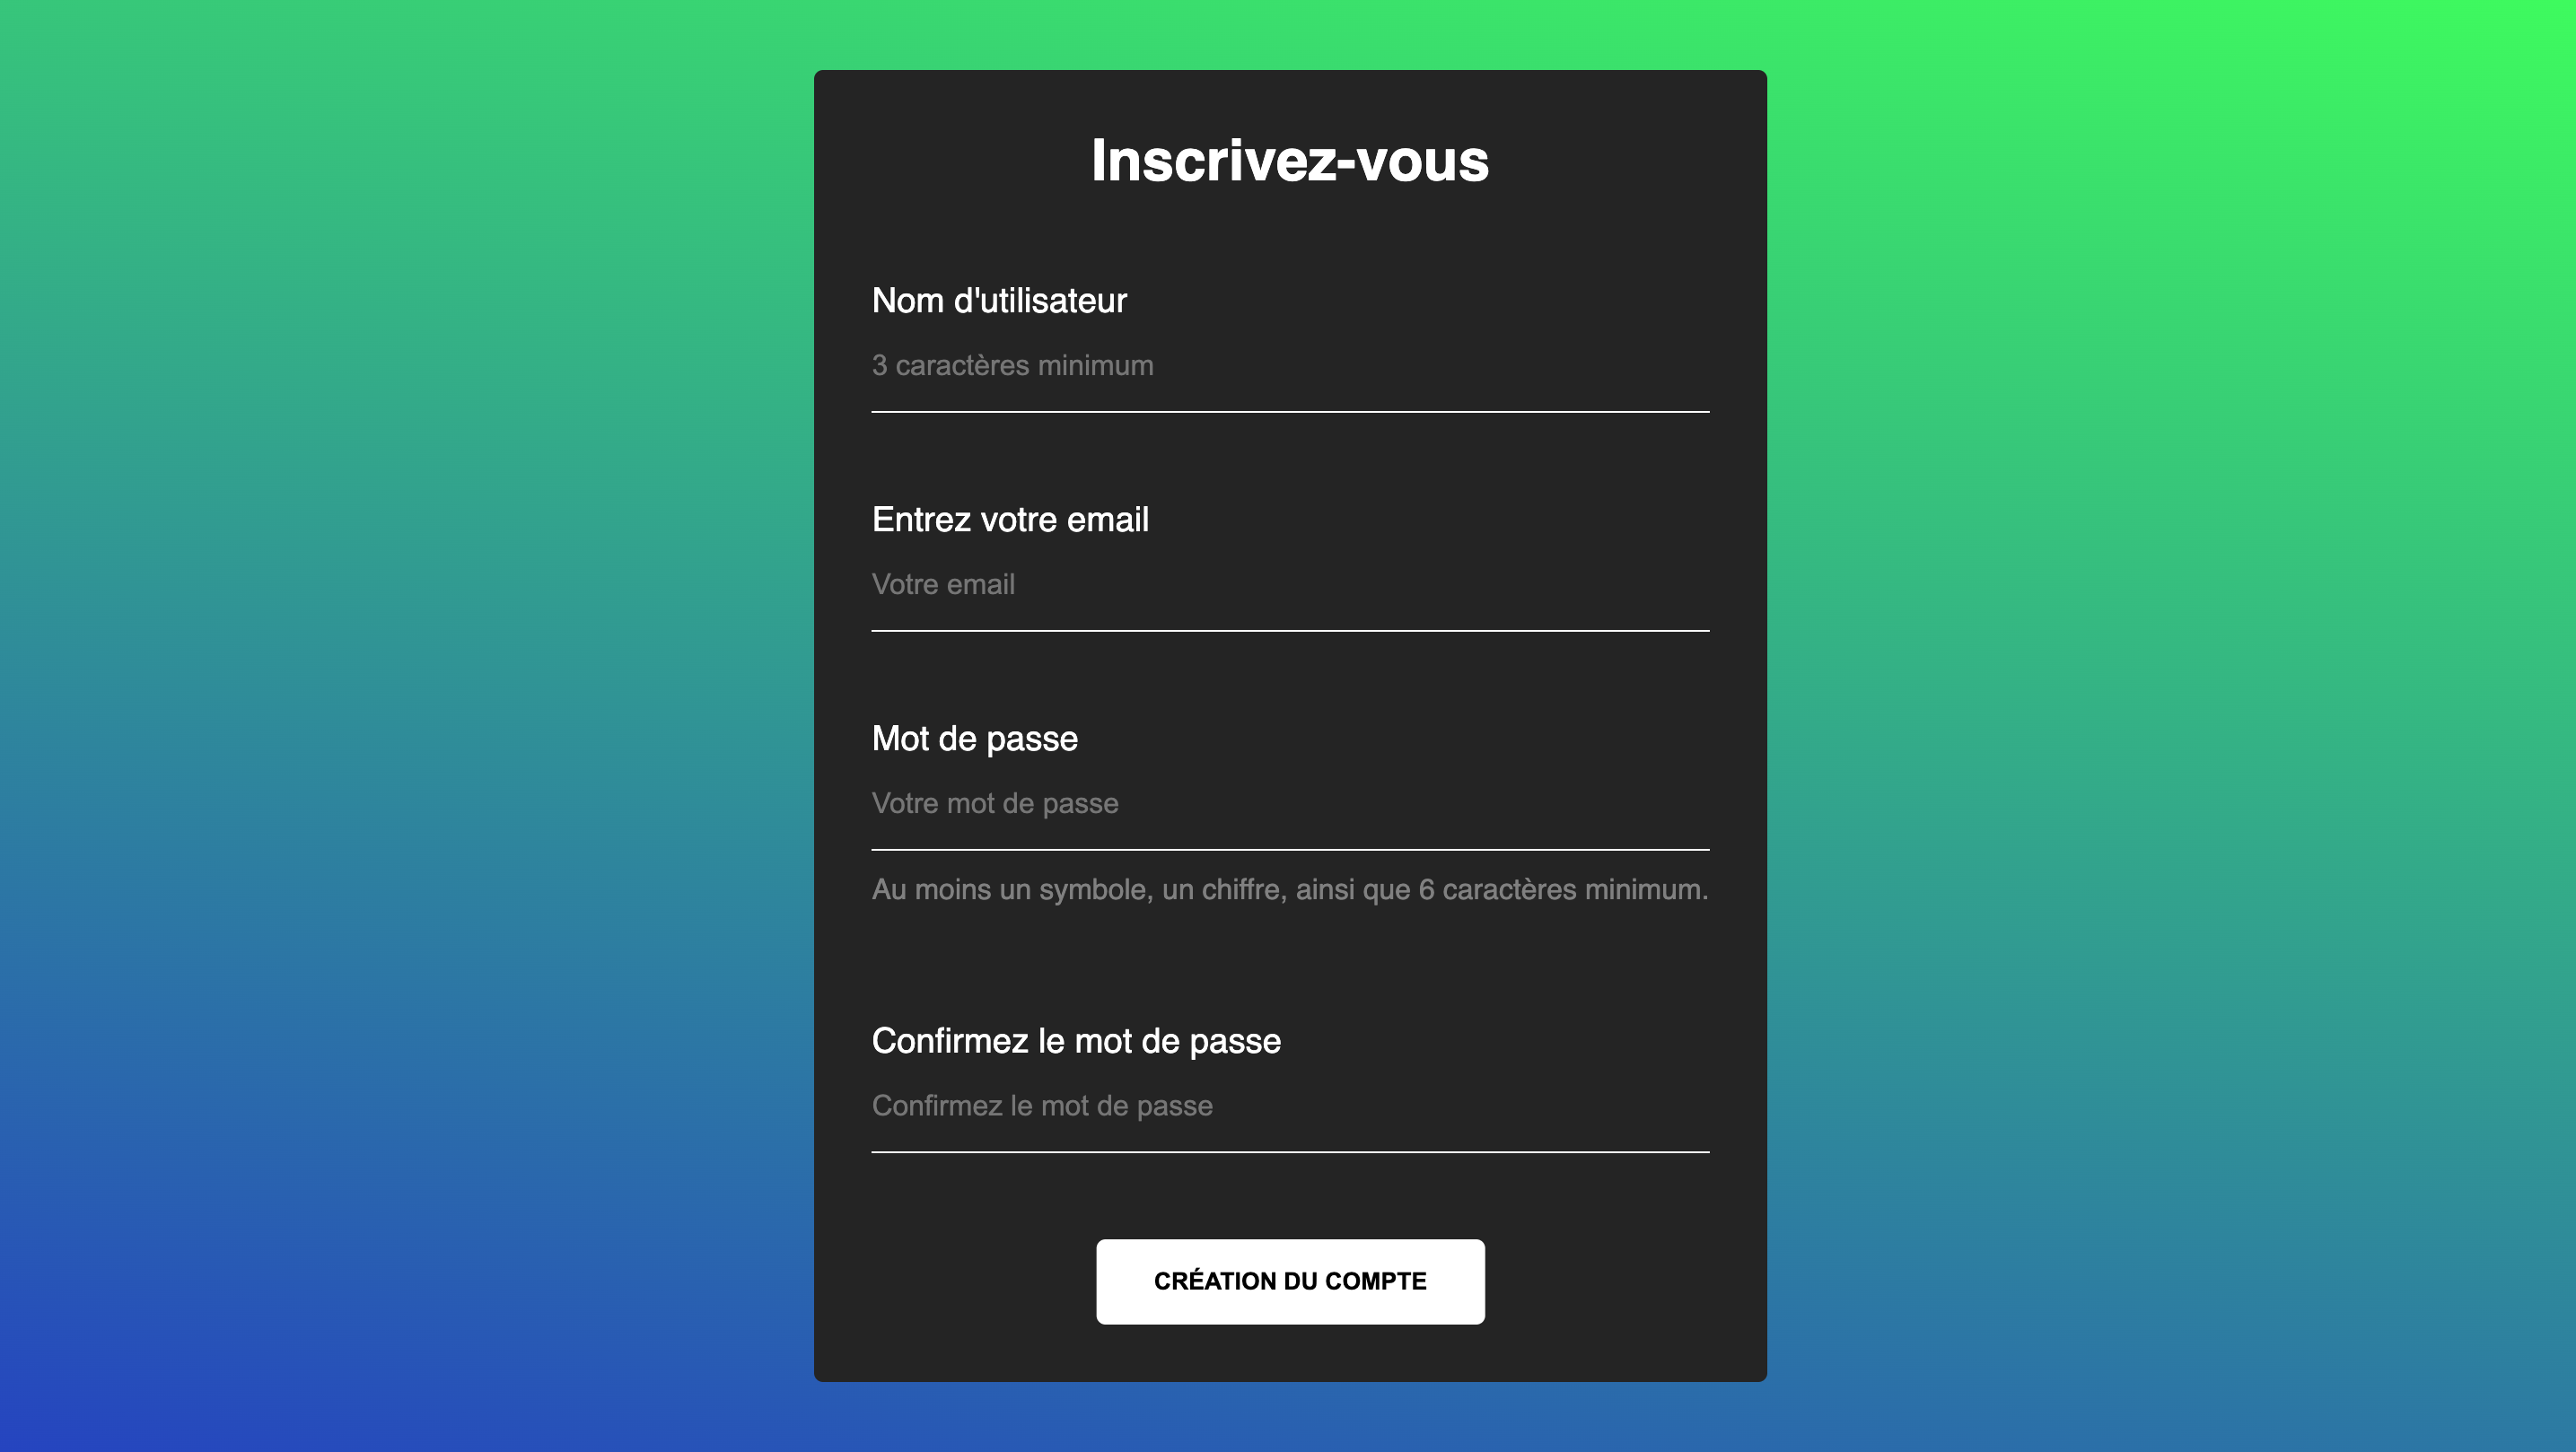 Inscrivez-vous
Nom d'utilisateur
3 caractères minimum
Entrez votre email
Votre email
Mot de passe
Votre mot de passe
Au moins un symbole, un chiffre, ainsi que 6 caractères minimum.
Confirmez le mot de passe
Confirmez le mot de passe
CRÉATION DU COMPTE